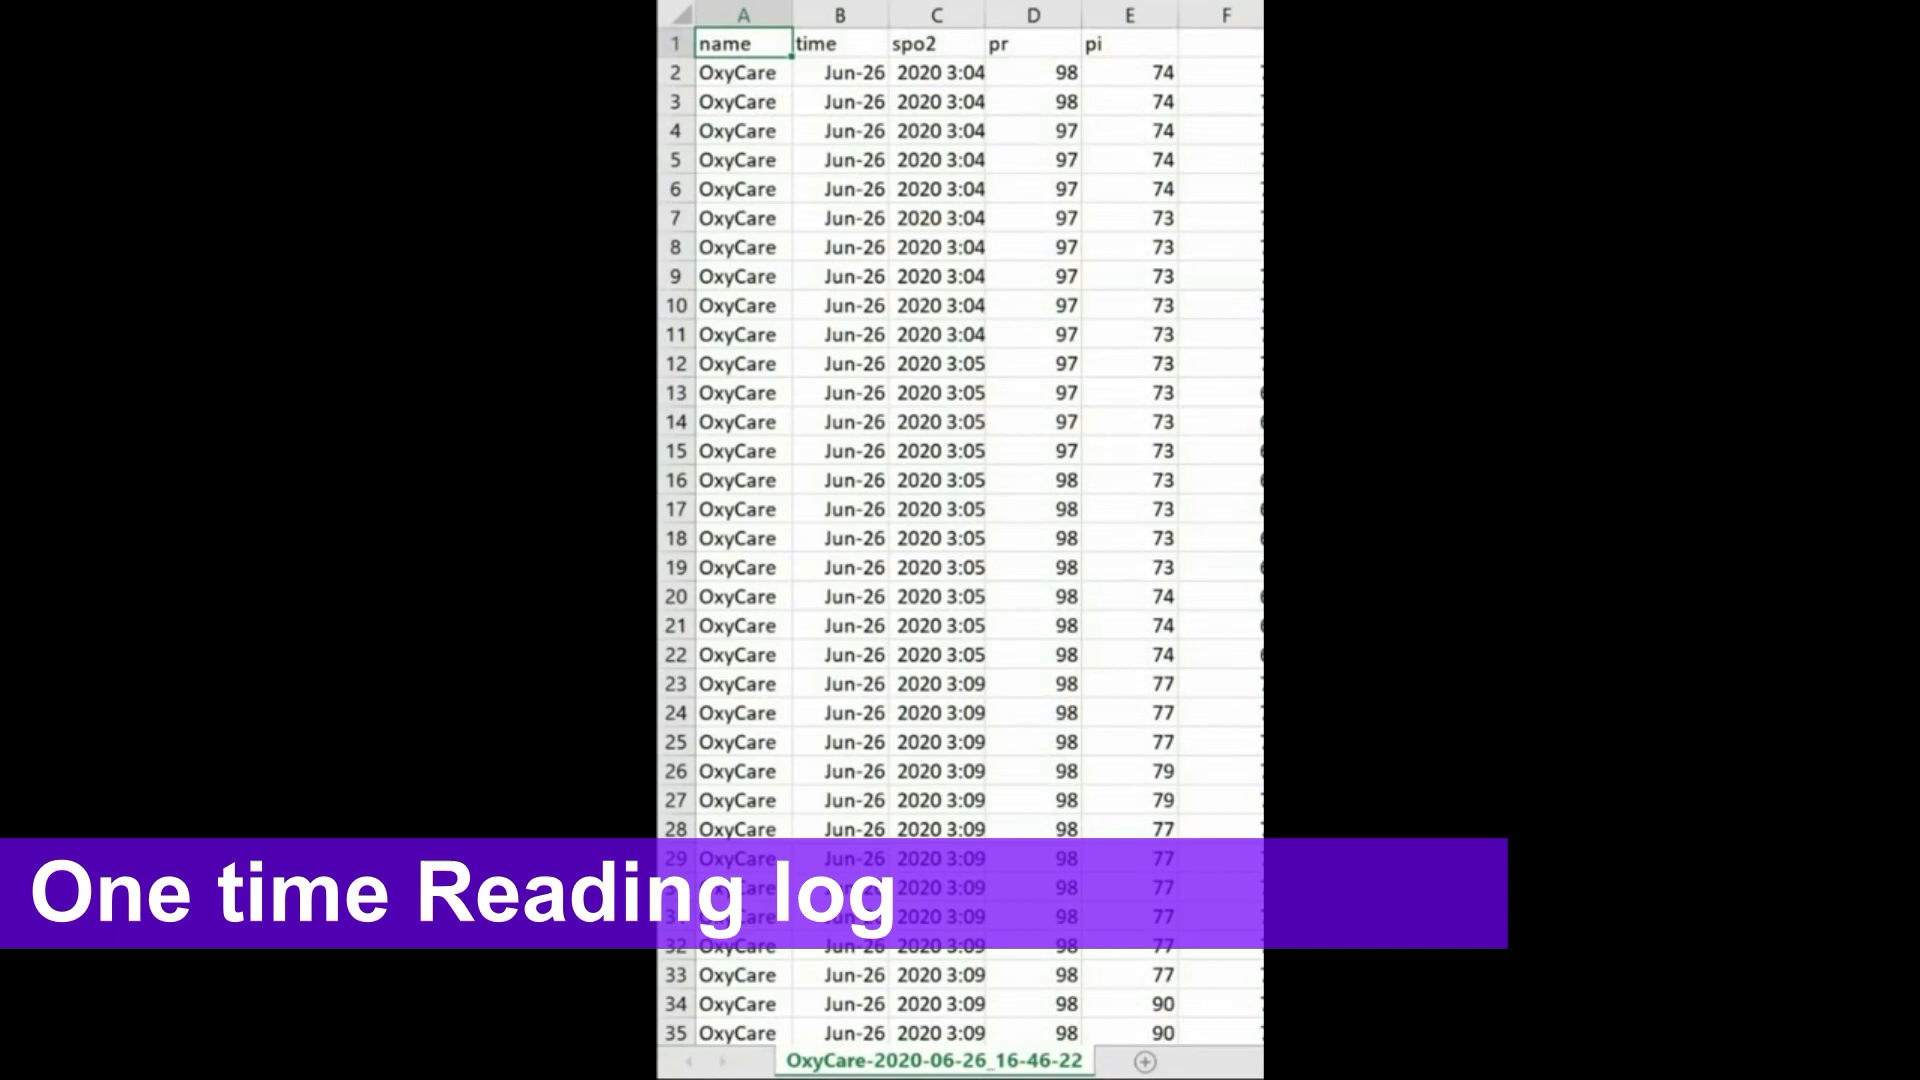 A B C D E F
1 name time spo2 pr pi
2 OxyCare Jun-26 2020 3:04 98 74
3 OxyCare Jun-26 2020 3:04 98 74
4 OxyCare Jun-26 2020 3:04 97 74
5 OxyCare Jun-26 2020 3:04 97 74
6 OxyCare Jun-26 2020 3:04 97 74
7 OxyCare Jun-26 2020 3:04 97 73
8 OxyCare Jun-26 2020 3:04 97 73
9 OxyCare Jun-26 2020 3:04 97 73
10 OxyCare Jun-26 2020 3:04 97 73
11 OxyCare Jun-26 2020 3:04 97 73
12 OxyCare Jun-26 2020 3:05 97 73
13 OxyCare Jun-26 2020 3:05 97 73
14 OxyCare Jun-26 2020 3:05 97 73
15 OxyCare Jun-26 2020 3:05 97 73
16 OxyCare Jun-26 2020 3:05 98 73
17 OxyCare Jun-26 2020 3:05 98 73
18 OxyCare Jun-26 2020 3:05 98 73
19 OxyCare Jun-26 2020 3:05 98 73
20 OxyCare Jun-26 2020 3:05 98 74
21 OxyCare Jun-26 2020 3:05 98 74
22 OxyCare Jun-26 2020 3:05 98 74
23 OxyCare Jun-26 2020 3:09 98 77
24 OxyCare Jun-26 2020 3:09 98 77
25 OxyCare Jun-26 2020 3:09 98 77
26 OxyCare Jun-26 2020 3:09 98 79
27 OxyCare Jun-26 2020 3:09 98 79
28 OxyCare Jun-26 2020 3:09 98 77
29 OxyCare Jun-26 2020 3:09 98 77
2020 3:09 98 77
2020 3:09 98 77
One time Reading log
32 OxyCare Jun-26 2020 3:09 98 77
33 OxyCare Jun-26 2020 3:09 98 77
34 OxyCare Jun-26 2020 3:09 98 90
35 OxyCare Jun-26 2020 3:09 98 90
OxyCare-2020-06-26_16-46-22